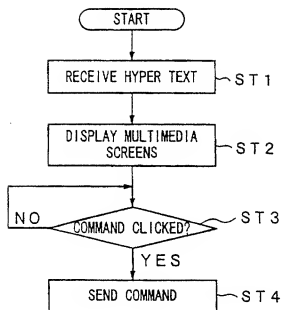 START
RECEIVE HYPER TEXT
ST1
DISPLAY MULTIMEDIA
SCREENS
ST2
COMMAND CLICKED?
ST3
NO
YES
SEND COMMAND
ST4